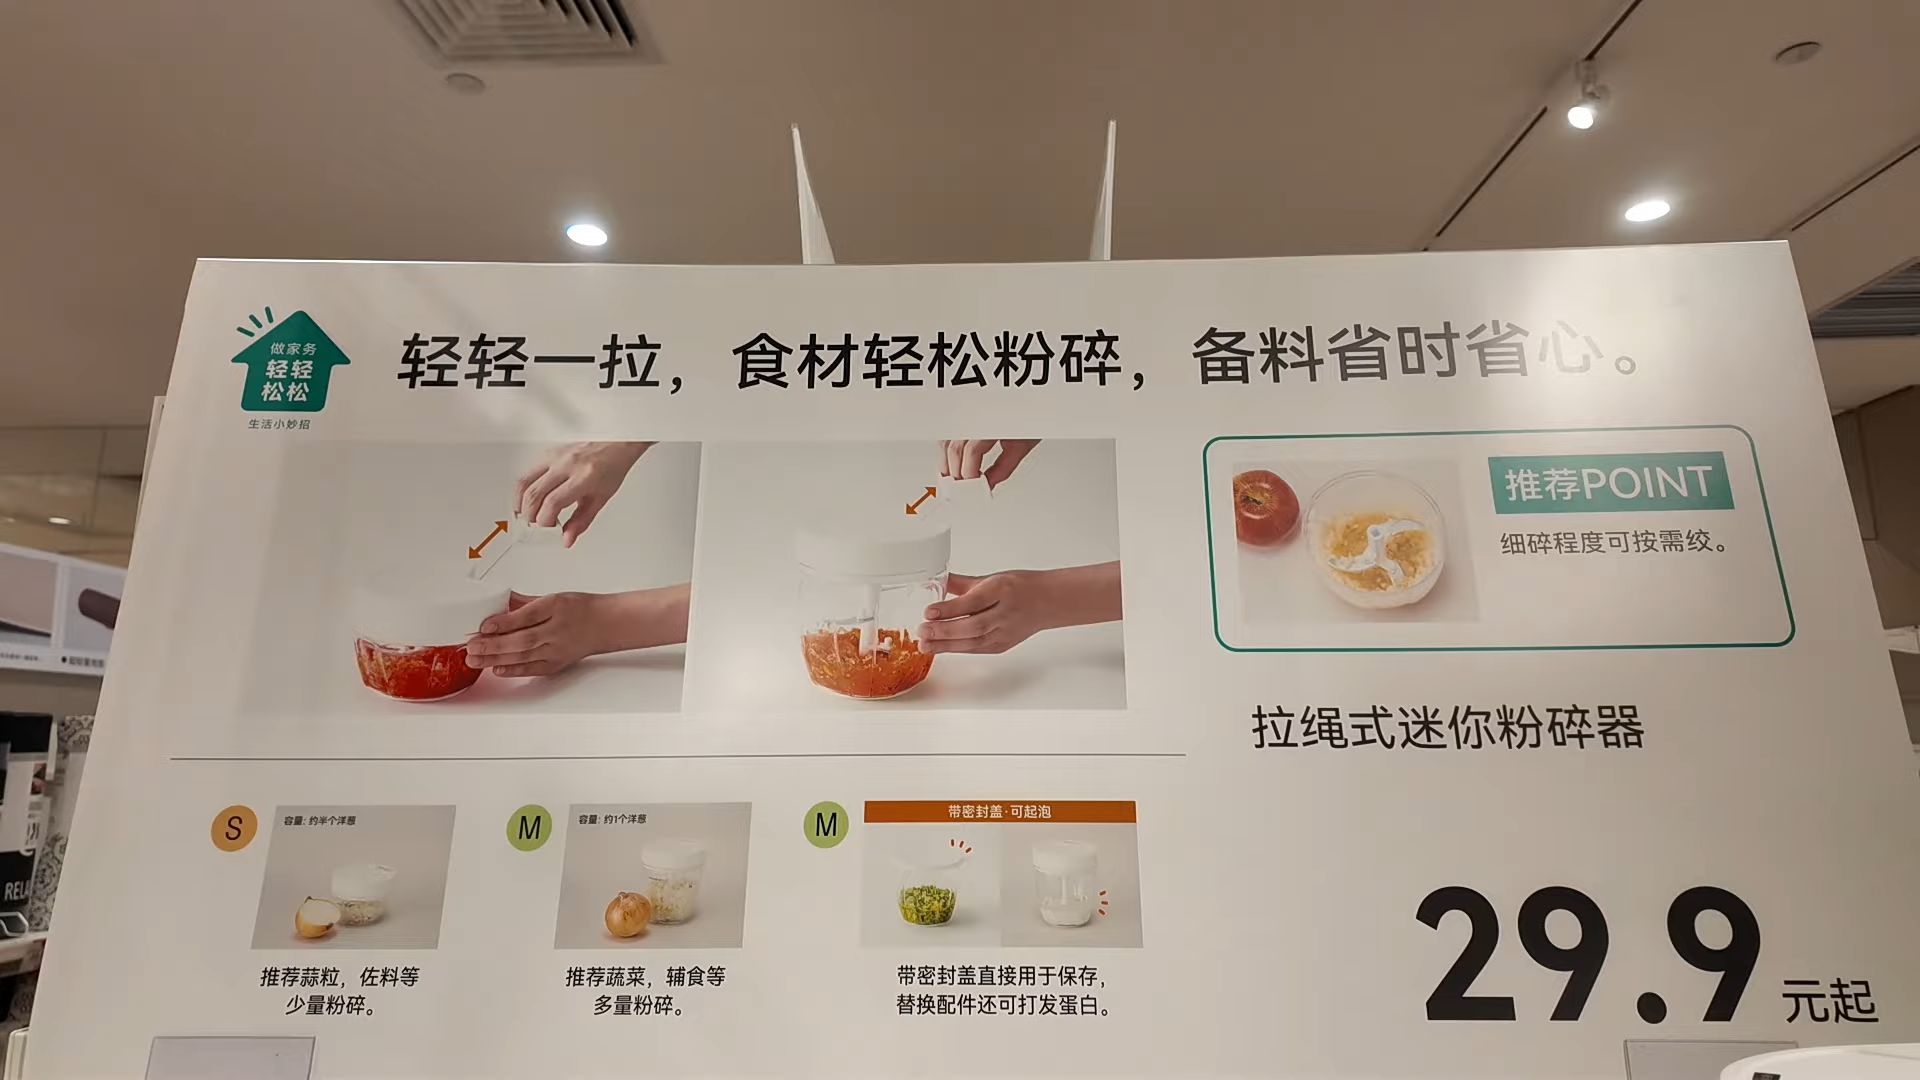 做家务
轻轻
松松
生活小妙招
轻轻一拉，食材轻松粉碎，备料省时省心。
推荐POINT
细碎程度可按需绞。
拉绳式迷你粉碎器
S
容量: 约半个洋葱
推荐蒜粒，佐料等
少量粉碎。
M
容量: 约1个洋葱
推荐蔬菜，辅食等
多量粉碎。
M
带密封盖·可起泡
带密封盖直接用于保存，
替换配件还可打发蛋白。
29.9元起
RELA